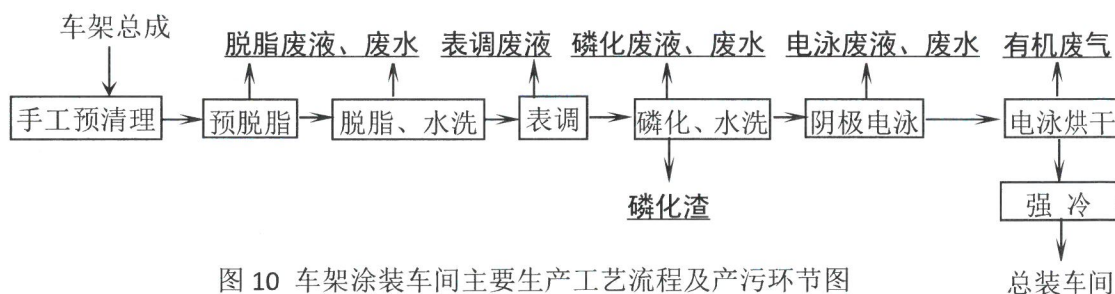 车架总成
脱脂废液、废水 表调废液 磷化废液、废水 电泳废液、废水 有机废气
手工预清理 预脱脂 脱脂、水洗 表调 磷化、水洗 阴极电泳 电泳烘干
磷化渣 强冷
图 10 车架涂装车间主要生产工艺流程及产污环节图
总装车间